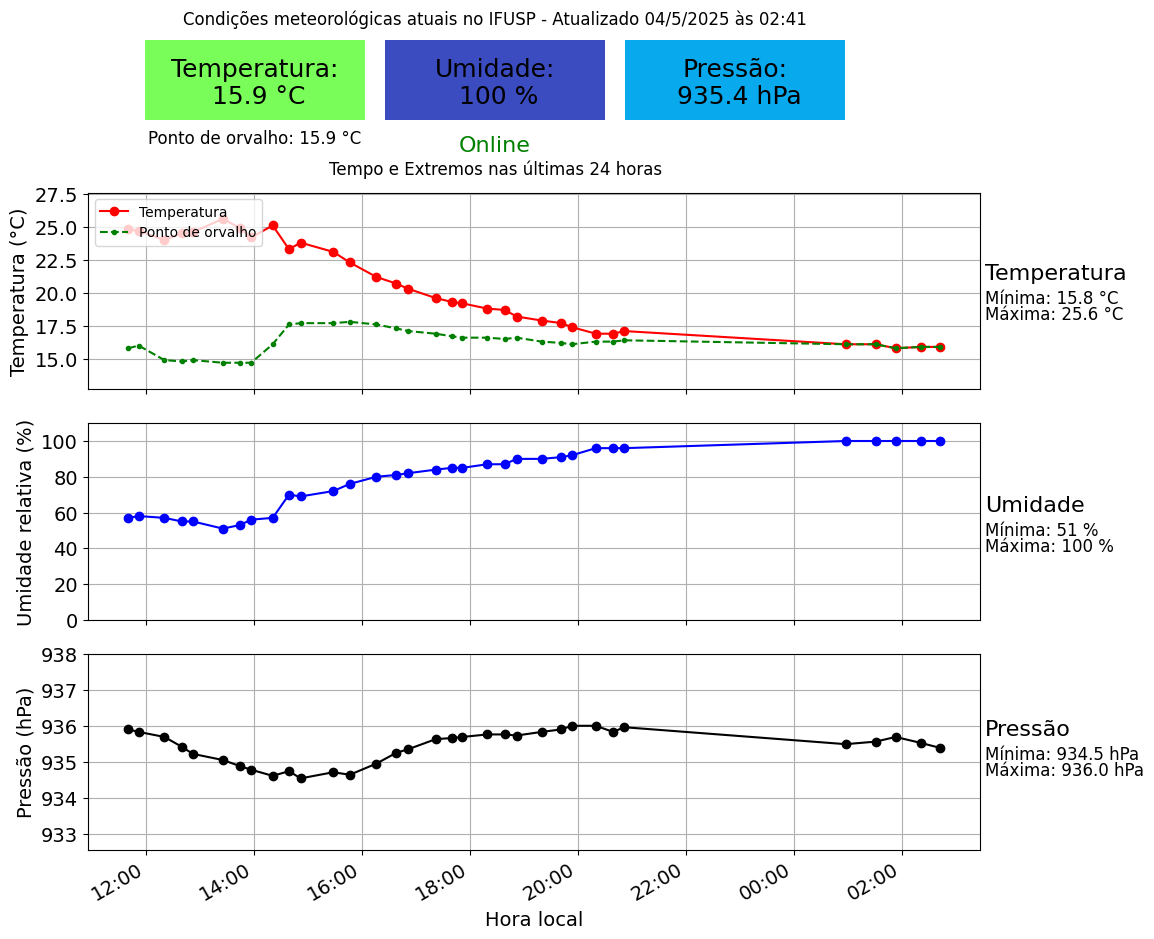 Condições meteorológicas atuais no IFUSP - Atualizado 04/5/2025 às 02:41
Temperatura:
15.9 °C
Umidade:
100 %
Pressão:
935.4 hPa
Ponto de orvalho: 15.9 °C
Online
Tempo e Extremos nas últimas 24 horas
Temperatura (°C)
27.5
25.0
22.5
20.0
17.5
15.0
Temperatura
Ponto de orvalho
Temperatura
Mínima: 15.8 °C
Máxima: 25.6 °C
Umidade relativa (%)
100
80
60
40
20
0
Umidade
Mínima: 51 %
Máxima: 100 %
Pressão (hPa)
938
937
936
935
934
933
Pressão
Mínima: 934.5 hPa
Máxima: 936.0 hPa
12:00
14:00
16:00
18:00
20:00
22:00
00:00
02:00
Hora local